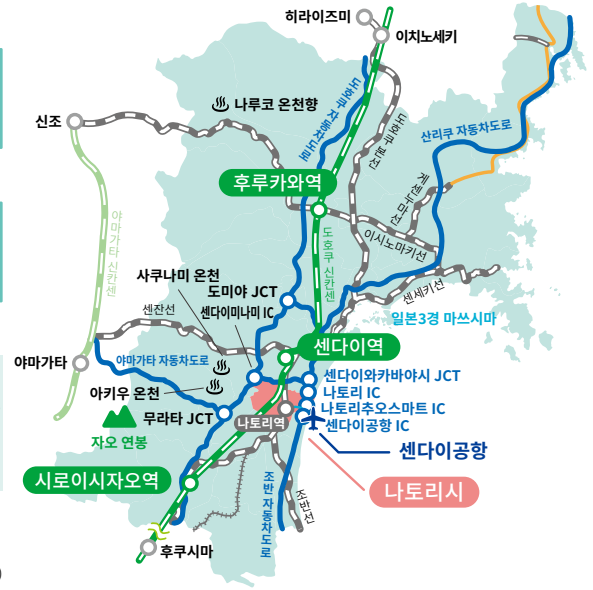 히라이즈미
이치노세키
나루코 온천향
신조
도호쿠 자동차도로
도호쿠 본선
산리쿠 자동차도로
후루카와역
게센누마선
야마가타 신칸센
도호쿠 신칸센
이시노마키선
사쿠나미 온천
도미야 JCT
센다이미나미 IC
센잔선
센세키선
일본3경 마쓰시마
센다이역
야마가타
야마가타 자동차도로
센다이와카바야시 JCT
아키우 온천
나토리 IC
나토리추오스마트 IC
무라타 JCT
나토리역
센다이공항 IC
자오 연봉
센다이공항
시로이시자오역
나토리시
조반 자동차도로
조반선
후쿠시마